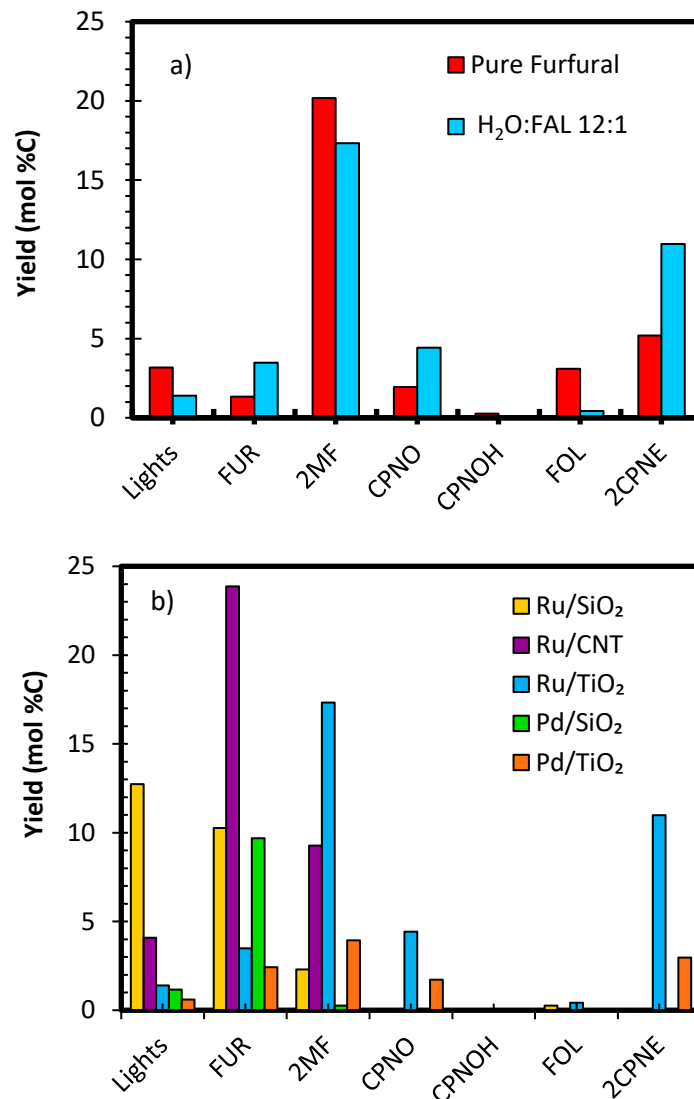 a)
Pure Furfural
H₂O:FAL 12:1
Yield (mol %C)
25
20
15
10
5
0
Lights
FUR
2MF
CPNO
CPNOH
FOL
2CPNE
b)
Ru/SiO₂
Ru/CNT
Ru/TiO₂
Pd/SiO₂
Pd/TiO₂
Yield (mol %C)
25
20
15
10
5
0
Lights
FUR
2MF
CPNO
CPNOH
FOL
2CPNE